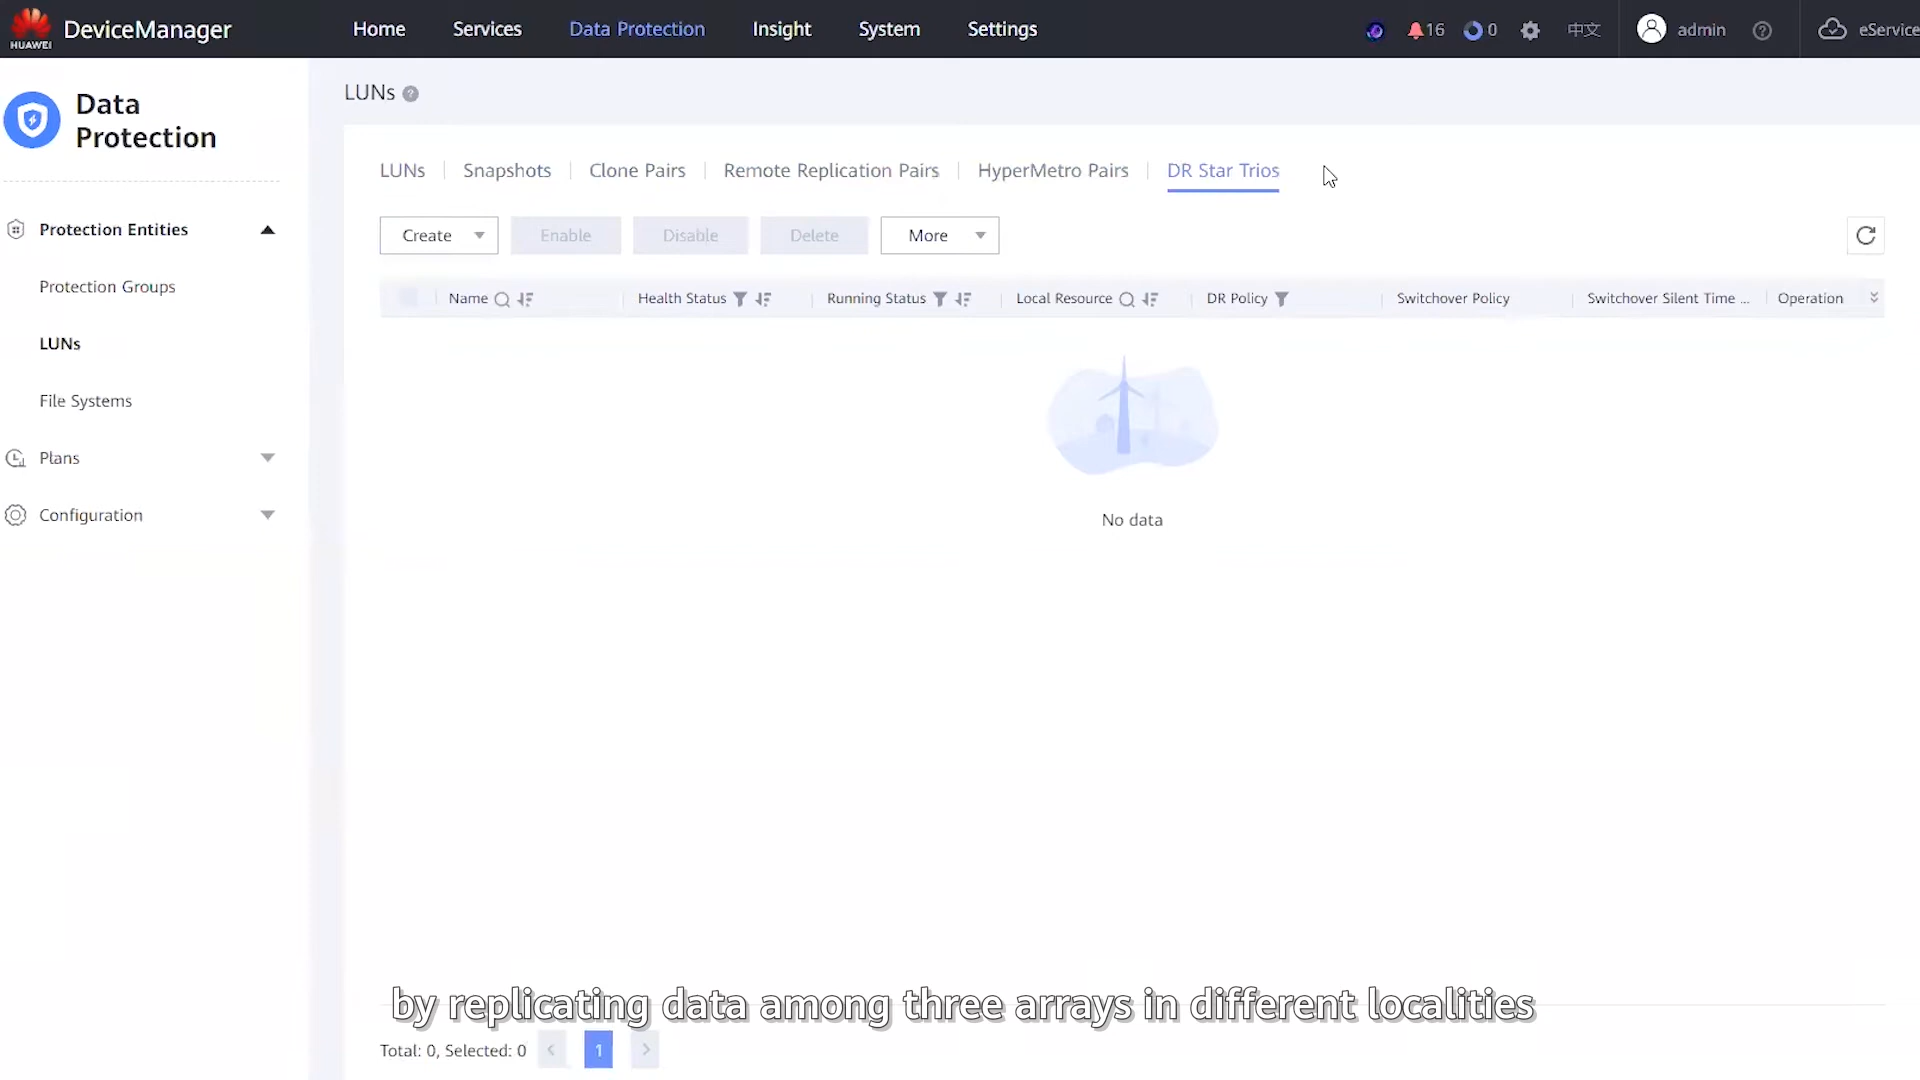 HUAWEI
DeviceManager
Home
Services
Data Protection
Insight
System
Settings
16
0
中文
admin
eService
Data
Protection
Protection Entities
Protection Groups
LUNs
File Systems
Plans
Configuration
LUNs
LUNs
Snapshots
Clone Pairs
Remote Replication Pairs
HyperMetro Pairs
DR Star Trios
Create
Enable
Disable
Delete
More
Name
Health Status
Running Status
Local Resource
DR Policy
Switchover Policy
Switchover Silent Time ...
Operation
No data
by replicating data among three arrays in different localities
Total: 0, Selected: 0
1